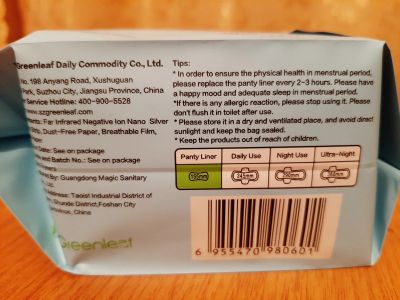 Greenleaf Daily Commodity Co., Ltd.
No. 198 Anyang Road, Xushuguan
Park, Suzhou City, Jiangsu Province, China
Service Hotline: 400-900-5528
www.szgreenleaf.com
Far Infrared Negative Ion Nano Silver
Dust-Free Paper, Breathable Film,
Paper
Date: See on package
and Batch No.: See on package
by: Guangdong Magic Sanitary
Ltd.
Address: Taoist Industrial District of
Shunde District, Foshan City
Province, China
Greenleaf
Tips:
* In order to ensure the physical health in menstrual period,
please replace the panty liner every 2-3 hours. Please have
a happy mood and adequate sleep in menstrual period.
*If there is any allergic reaction, please stop using it. Please
don't flush it in toilet after use.
* Please store it in a dry and ventilated place, and avoid direct
sunlight and keep the bag sealed.
* Keep the products out of reach of children.
Panty Liner Daily Use Night Use Ultra-Night
6 955470 980601